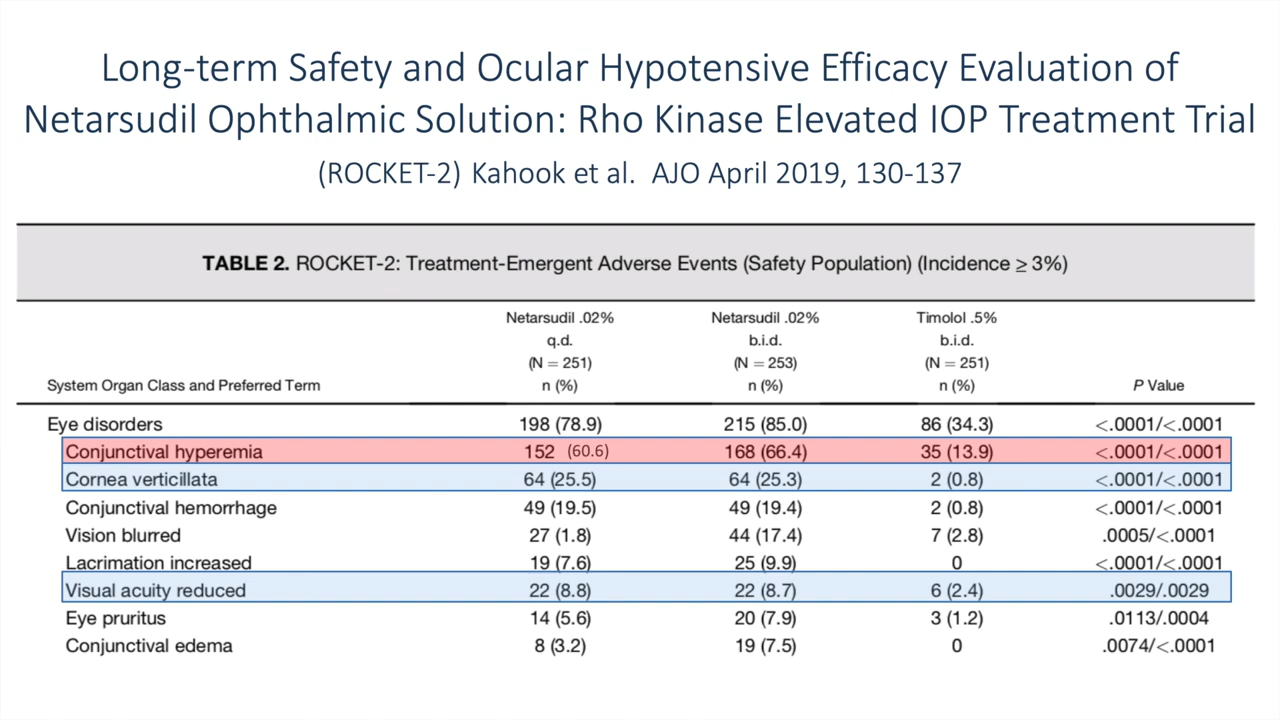 Long-term Safety and Ocular Hypotensive Efficacy Evaluation of
Netarsudil Ophthalmic Solution: Rho Kinase Elevated IOP Treatment Trial
(ROCKET-2) Kahook et al. AJO April 2019, 130-137
TABLE 2. ROCKET-2: Treatment-Emergent Adverse Events (Safety Population) (Incidence ≥ 3%)
Netarsudil .02% Netarsudil .02% Timolol .5%
q.d. b.i.d. b.i.d.
(N = 251) (N = 253) (N = 251)
System Organ Class and Preferred Term n (%) n (%) n (%) P Value
Eye disorders 198 (78.9) 215 (85.0) 86 (34.3) <.0001/<.0001
Conjunctival hyperemia 152 (60.6) 168 (66.4) 35 (13.9) <.0001/<.0001
Cornea verticillata 64 (25.5) 64 (25.3) 2 (0.8) <.0001/<.0001
Conjunctival hemorrhage 49 (19.5) 49 (19.4) 2 (0.8) <.0001/<.0001
Vision blurred 27 (1.8) 44 (17.4) 7 (2.8) .0005/<.0001
Lacrimation increased 19 (7.6) 25 (9.9) 0 <.0001/<.0001
Visual acuity reduced 22 (8.8) 22 (8.7) 6 (2.4) .0029/.0029
Eye pruritus 14 (5.6) 20 (7.9) 3 (1.2) .0113/.0004
Conjunctival edema 8 (3.2) 19 (7.5) 0 .0074/<.0001